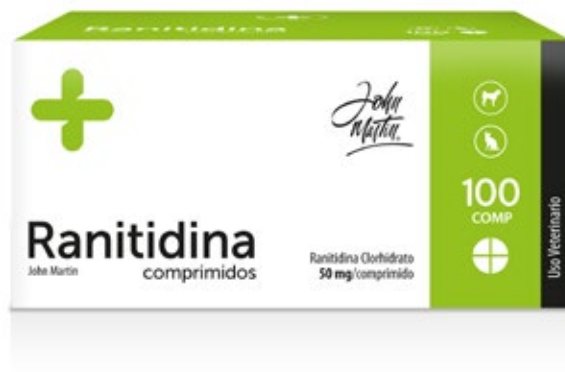 Ranitidina
John
Martin
100
COMP
Ranitidina
John Martin
comprimidos
Ranitidina Clorhidrato
50 mg/comprimido
Uso Veterinario